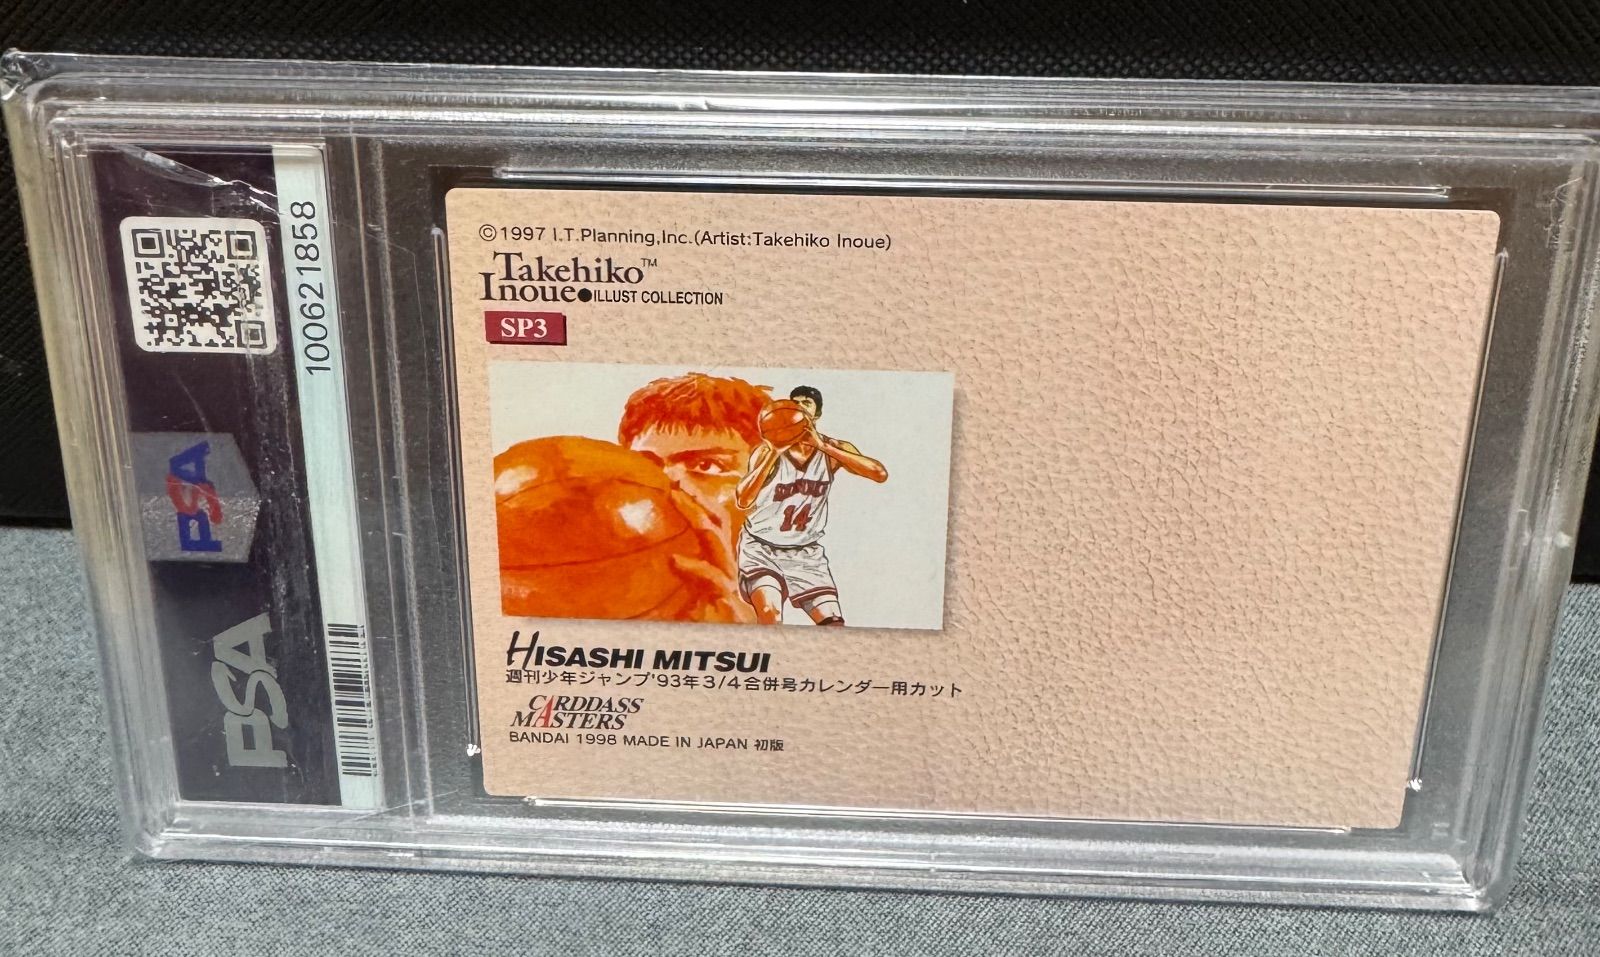 100621858
PSA
PSA
©1997 I.T.Planning,Inc.(Artist:Takehiko Inoue)
Takehiko™
Inoue●ILLUST COLLECTION
SP3
14
HISASHI MITSUI
週刊少年ジャンプ'93年3/4合併号カレンダー用カット
CARDDASS
MASTERS
BANDAI 1998 MADE IN JAPAN 初版